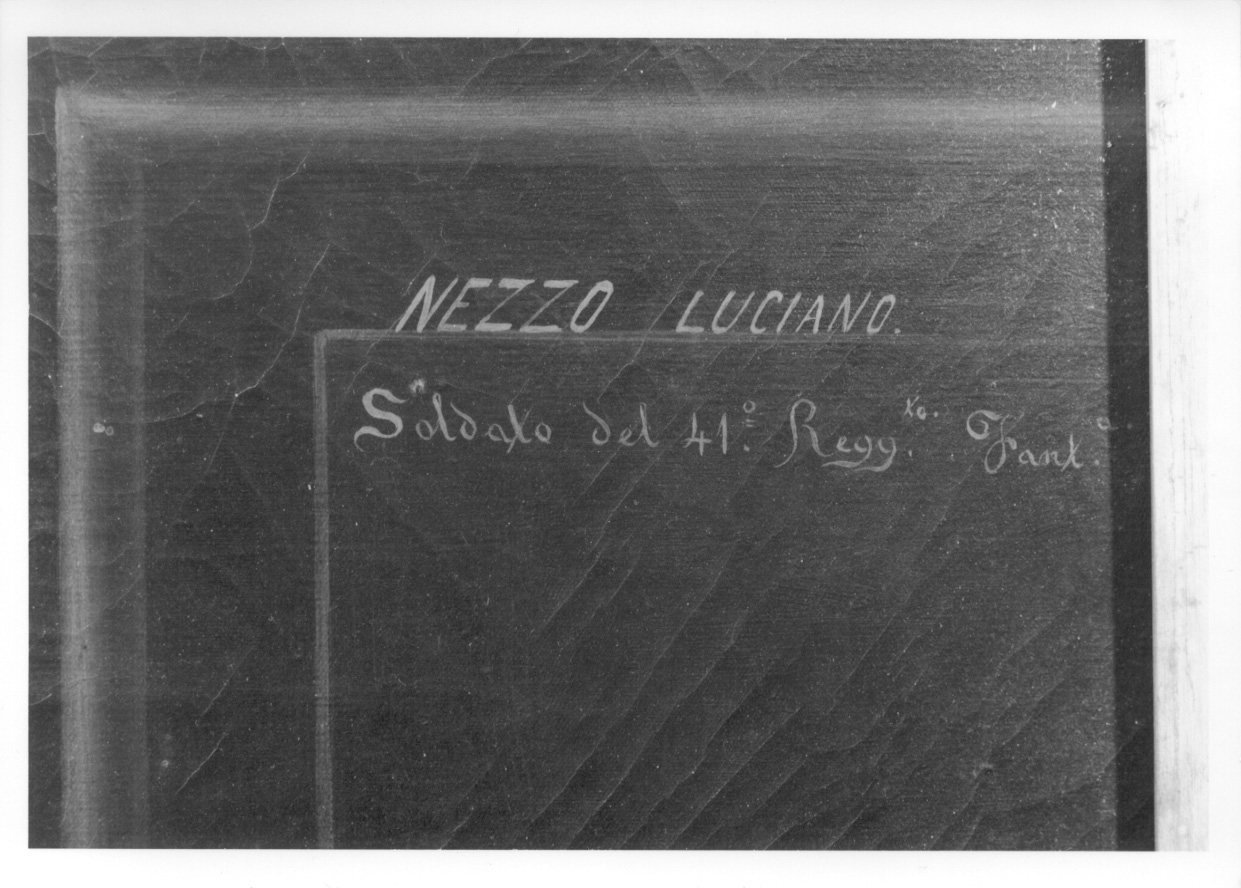 NEZZO LUCIANO.
Soldato del 41.º Regg.to. Fant.a